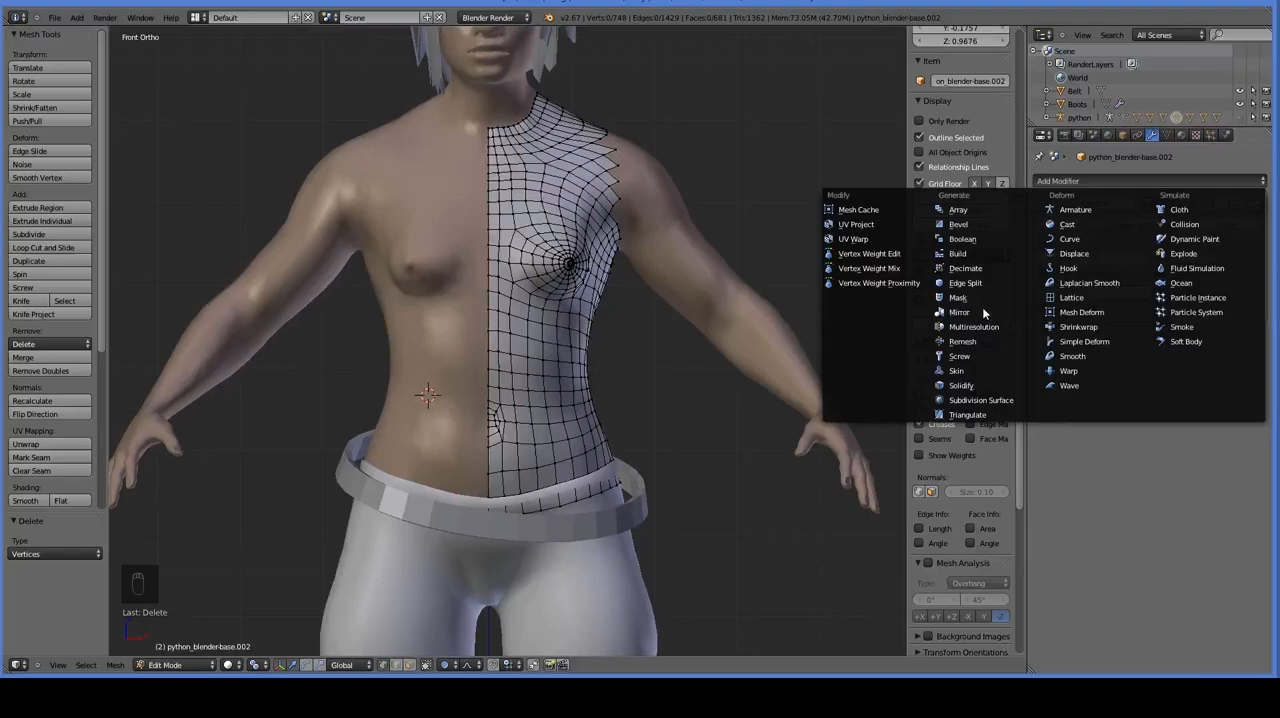 File Add Render Window Help Default Scene Blender Render v2.67 | Verts:0/748 | Edges:0/1429 | Faces:0/681 | Tris:1362 | Mem:73.05M (42.70M) | python_blender-base.002
Mesh Tools
Transform:
Translate
Rotate
Scale
Shrink/Fatten
Push/Pull
Deform:
Edge Slide
Noise
Smooth Vertex
Add:
Extrude Region
Extrude Individual
Subdivide
Loop Cut and Slide
Duplicate
Spin
Screw
Knife Select
Knife Project
Remove:
Delete
Merge
Remove Doubles
Normals:
Recalculate
Flip Direction
UV Mapping:
Unwrap
Mark Seam
Clear Seam
Shading:
Smooth Flat
Delete
Type
Vertices
Front Ortho
Last: Delete
(2) python_blender-base.002
View Select Mesh Edit Mode Global
Z: 0.9676
Item
on_blender-base.002
Display
Only Render
Outline Selected
All Object Origins
Relationship Lines
Grid Floor X Y Z
Modify
Mesh Cache
UV Project
UV Warp
Vertex Weight Edit
Vertex Weight Mix
Vertex Weight Proximity
Generate
Array
Bevel
Boolean
Build
Decimate
Edge Split
Mask
Mirror
Multiresolution
Remesh
Screw
Skin
Solidify
Subdivision Surface
Triangulate
Deform
Armature
Cast
Curve
Displace
Hook
Laplacian Smooth
Lattice
Mesh Deform
Shrinkwrap
Simple Deform
Smooth
Warp
Wave
Simulate
Cloth
Collision
Dynamic Paint
Explode
Fluid Simulation
Ocean
Particle Instance
Particle System
Smoke
Soft Body
Creases Edge Ma
Seams Face Ma
Show Weights
Normals:
Size: 0.10
Edge Info: Face Info:
Length Area
Angle Angle
Mesh Analysis
Type: Overhang
0° 45°
+X +Y +Z -X -Y -Z
Background Images
Transform Orientations
View Search All Scenes
Scene
RenderLayers
World
Belt
Boots
python
python_blender-base.002
Add Modifier